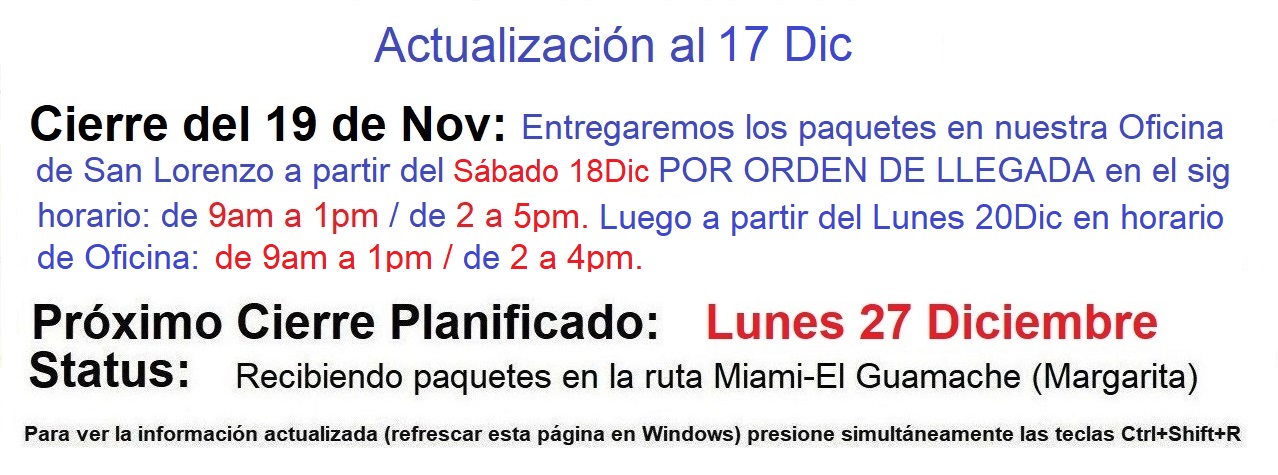 Actualización al 17 Dic
Cierre del 19 de Nov: Entregaremos los paquetes en nuestra Oficina
de San Lorenzo a partir del Sábado 18Dic POR ORDEN DE LLEGADA en el sig
horario: de 9am a 1pm / de 2 a 5pm. Luego a partir del Lunes 20Dic en horario
de Oficina: de 9am a 1pm / de 2 a 4pm.
Próximo Cierre Planificado: Lunes 27 Diciembre
Status: Recibiendo paquetes en la ruta Miami-El Guamache (Margarita)
Para ver la información actualizada (refrescar esta página en Windows) presione simultáneamente las teclas Ctrl+Shift+R